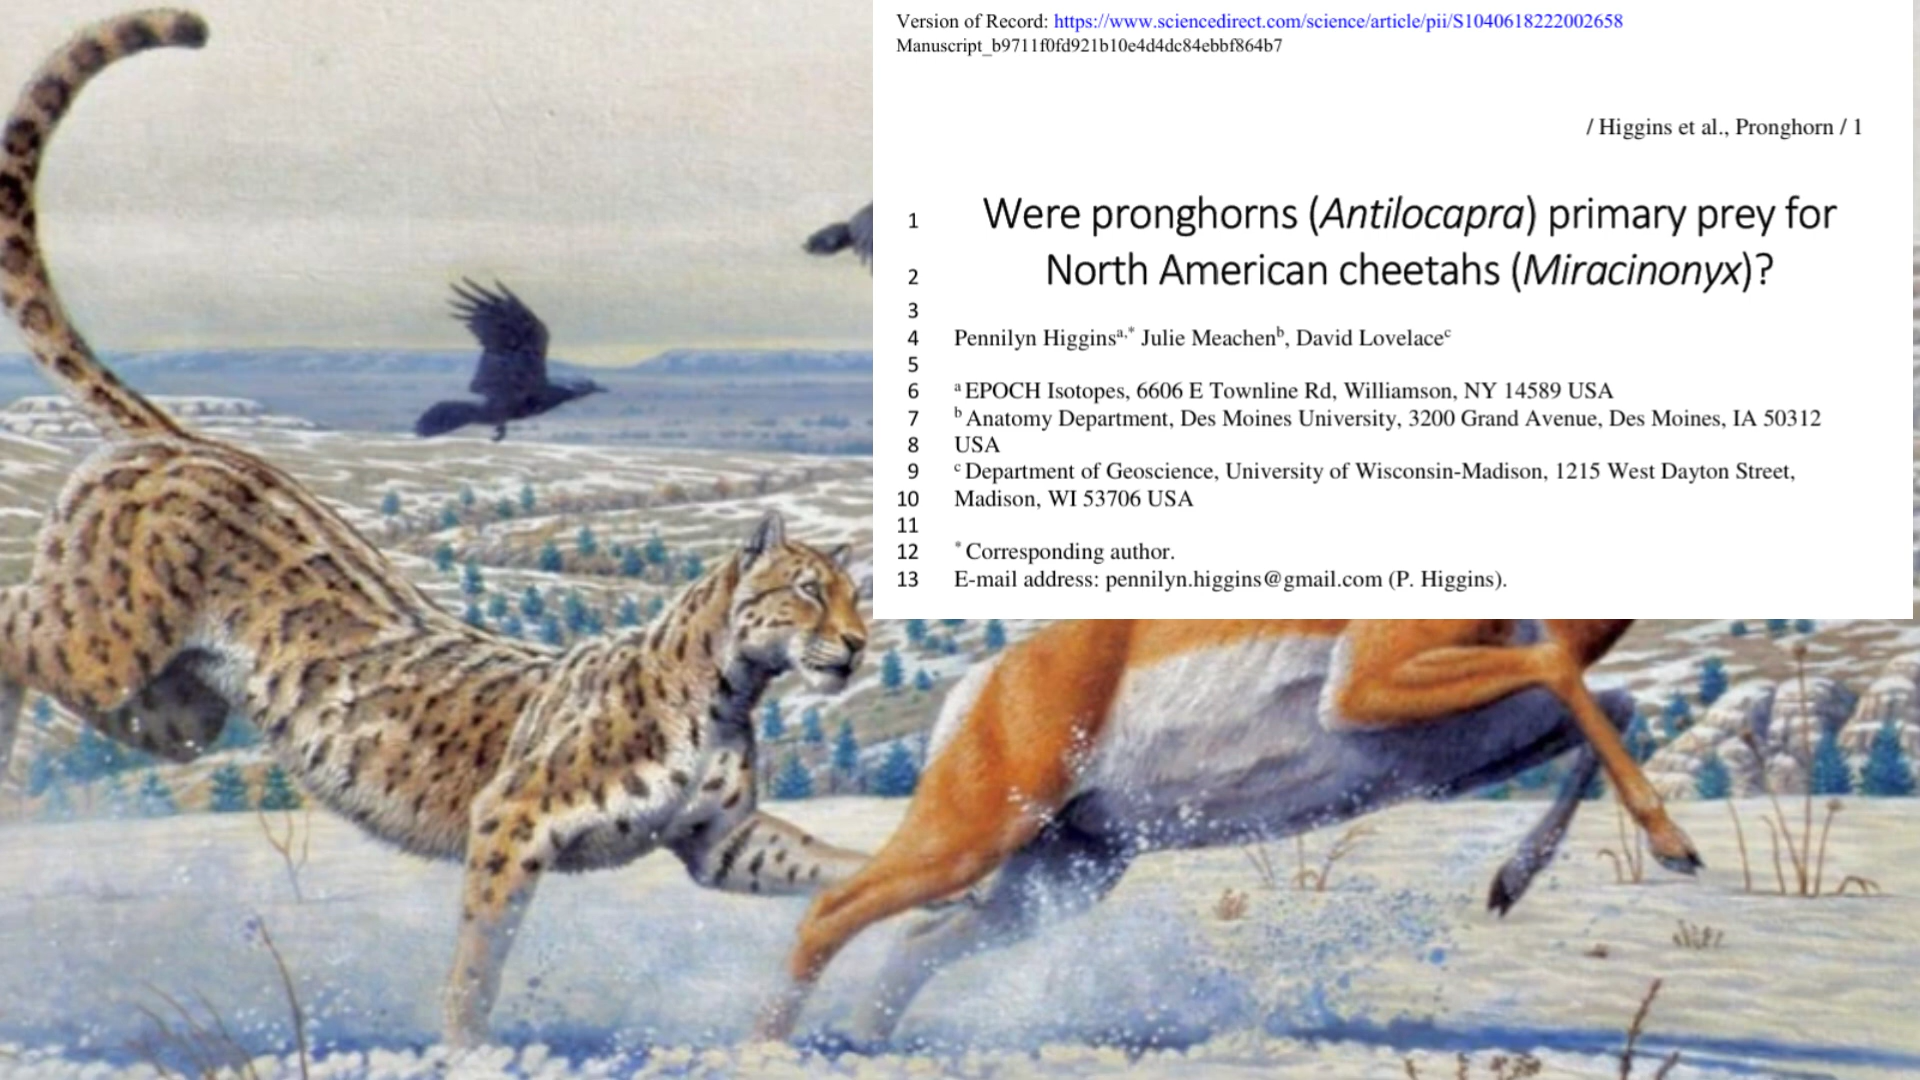 Version of Record: https://www.sciencedirect.com/science/article/pii/S1040618222002658
Manuscript_b9711f0fd921b10e4d4dc84ebbf864b7
/ Higgins et al., Pronghorn / 1
1 Were pronghorns (Antilocapra) primary prey for
2 North American cheetahs (Miracinonyx)?
3
4 Pennilyn Higginsa,* Julie Meachenb, David Lovelacec
5
6 a EPOCH Isotopes, 6606 E Townline Rd, Williamson, NY 14589 USA
7 b Anatomy Department, Des Moines University, 3200 Grand Avenue, Des Moines, IA 50312
8 USA
9 c Department of Geoscience, University of Wisconsin-Madison, 1215 West Dayton Street,
10 Madison, WI 53706 USA
11
12 * Corresponding author.
13 E-mail address: pennilyn.higgins@gmail.com (P. Higgins).